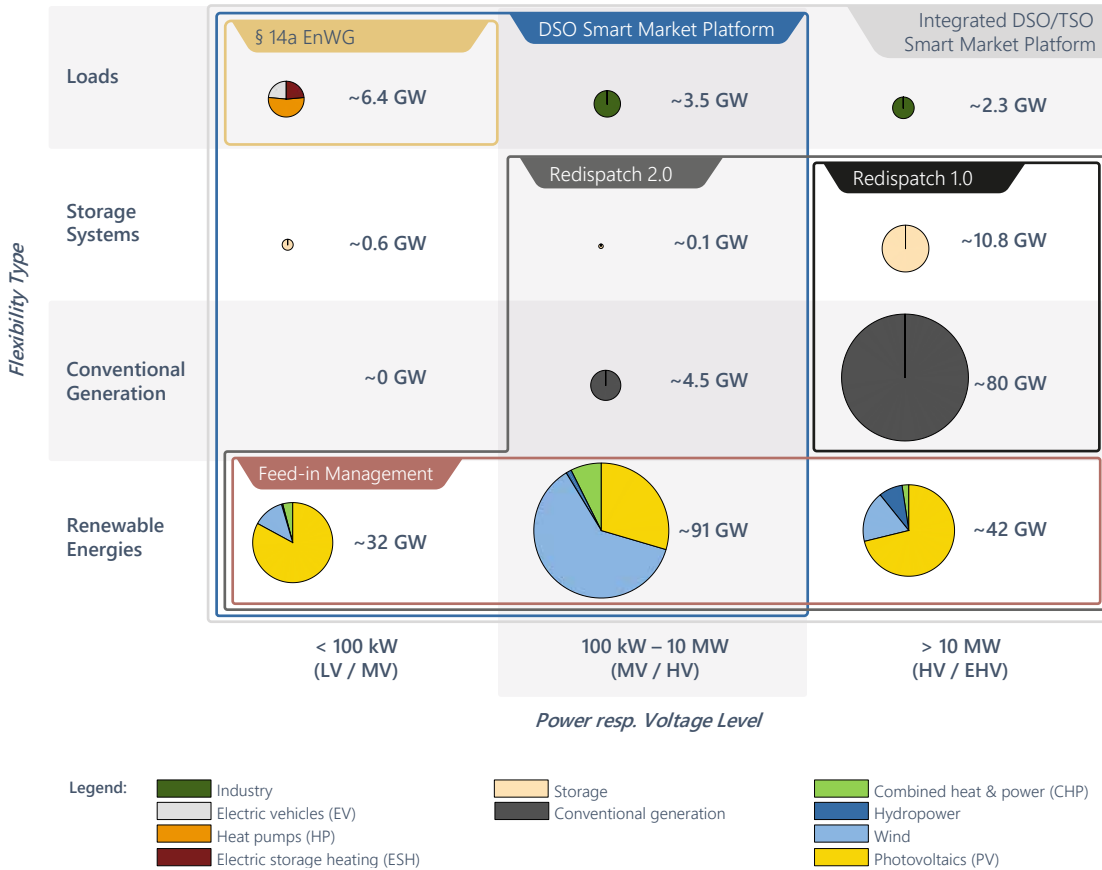 § 14a EnWG
DSO Smart Market Platform
Integrated DSO/TSO
Smart Market Platform
Loads
~6.4 GW
~3.5 GW
~2.3 GW
Redispatch 2.0
Redispatch 1.0
Storage
Systems
~0.6 GW
~0.1 GW
~10.8 GW
Flexibility Type
Conventional
Generation
~0 GW
~4.5 GW
~80 GW
Feed-in Management
Renewable
Energies
~32 GW
~91 GW
~42 GW
< 100 kW
(LV / MV)
100 kW – 10 MW
(MV / HV)
> 10 MW
(HV / EHV)
Power resp. Voltage Level
Legend:
Industry
Electric vehicles (EV)
Heat pumps (HP)
Electric storage heating (ESH)
Storage
Conventional generation
Combined heat & power (CHP)
Hydropower
Wind
Photovoltaics (PV)